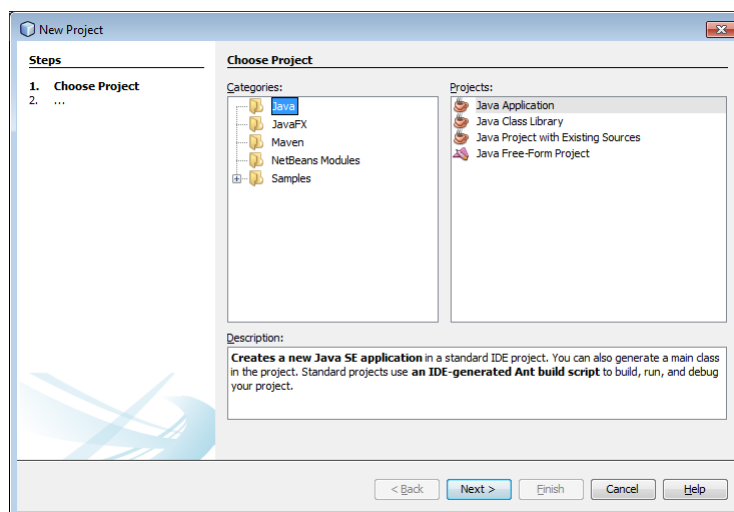 New Project
Steps
1. Choose Project
2. ...
Choose Project
Categories:
Java
JavaFX
Maven
NetBeans Modules
Samples
Projects:
Java Application
Java Class Library
Java Project with Existing Sources
Java Free-Form Project
Description:
Creates a new Java SE application in a standard IDE project. You can also generate a main class
in the project. Standard projects use an IDE-generated Ant build script to build, run, and debug
your project.
< Back
Next >
Finish
Cancel
Help